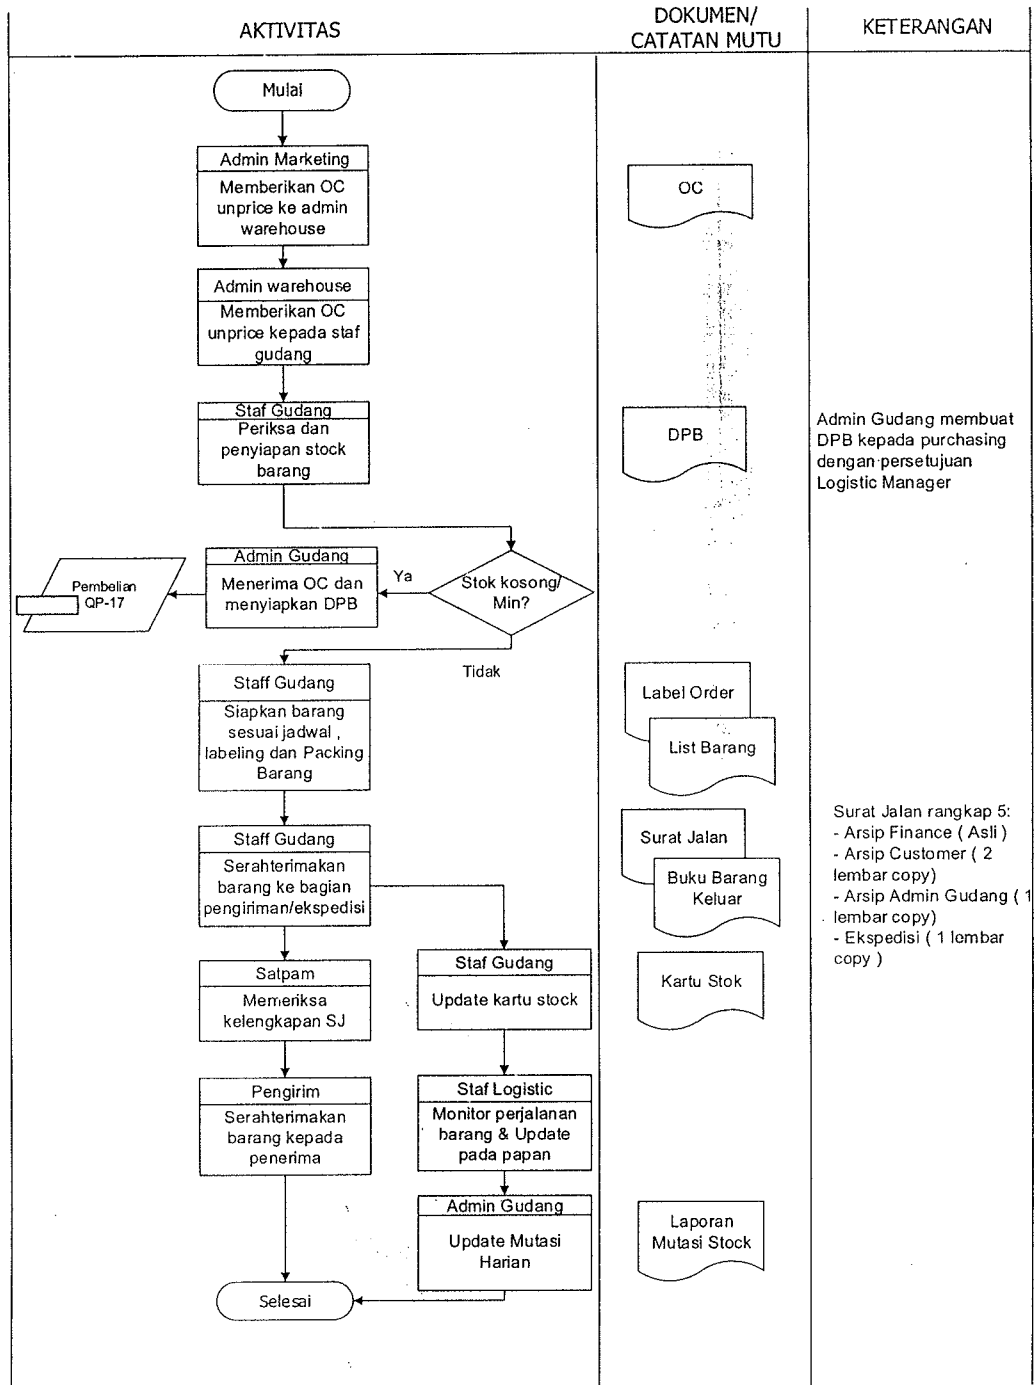 AKTIVITAS
DOKUMEN/
CATATAN MUTU
KETERANGAN
Mulai
Admin Marketing
Memberikan OC
unprice ke admin
warehouse
OC
Admin warehouse
Memberikan OC
unprice kepada staf
gudang
Staf Gudang
Periksa dan
penyiapan stock
barang
DPB
Admin Gudang membuat
DPB kepada purchasing
dengan persetujuan
Logistic Manager
Stok kosong/
Min?
Ya
Admin Gudang
Menerima OC dan
menyiapkan DPB
Pembelian
QP-17
Tidak
Staff Gudang
Siapkan barang
sesuai jadwal ,
labeling dan Packing
Barang
Label Order
List Barang
Staff Gudang
Serahterimakan
barang ke bagian
pengiriman/ekspedisi
Surat Jalan
Buku Barang
Keluar
Surat Jalan rangkap 5:
- Arsip Finance ( Asli )
- Arsip Customer ( 2
lembar copy)
- Arsip Admin Gudang ( 1
lembar copy)
- Ekspedisi ( 1 lembar
copy )
Satpam
Memeriksa
kelengkapan SJ
Staf Gudang
Update kartu stock
Kartu Stok
Pengirim
Serahterimakan
barang kepada
penerima
Staf Logistic
Monitor perjalanan
barang & Update
pada papan
Admin Gudang
Update Mutasi
Harian
Laporan
Mutasi Stock
Selesai